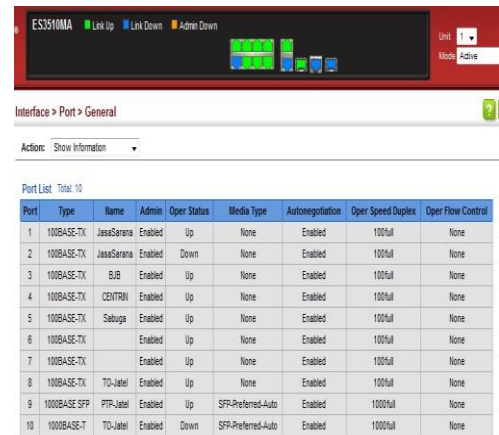 ES3510MA Link Up Link Down Admin Down
Unit 1
Mode Active
Interface > Port > General
?
Action: Show Information
Port List Total: 10
Port Type Name Admin Oper Status Media Type Autonegotiation Oper Speed Duplex Oper Flow Control
1 100BASE-TX JasaSarana Enabled Up None Enabled 100full None
2 100BASE-TX JasaSarana Enabled Down None Enabled 100full None
3 100BASE-TX BJB Enabled Up None Enabled 100full None
4 100BASE-TX CENTRIN Enabled Up None Enabled 100full None
5 100BASE-TX Sabuga Enabled Up None Enabled 100full None
6 100BASE-TX Enabled Up None Enabled 100full None
7 100BASE-TX Enabled Up None Enabled 100full None
8 100BASE-TX TO-Jatel Enabled Up None Enabled 100full None
9 1000BASE SFP PTP-Jatel Enabled Up SFP-Preferred-Auto Enabled 1000full None
10 1000BASE-T TO-Jatel Enabled Down SFP-Preferred-Auto Enabled 1000full None